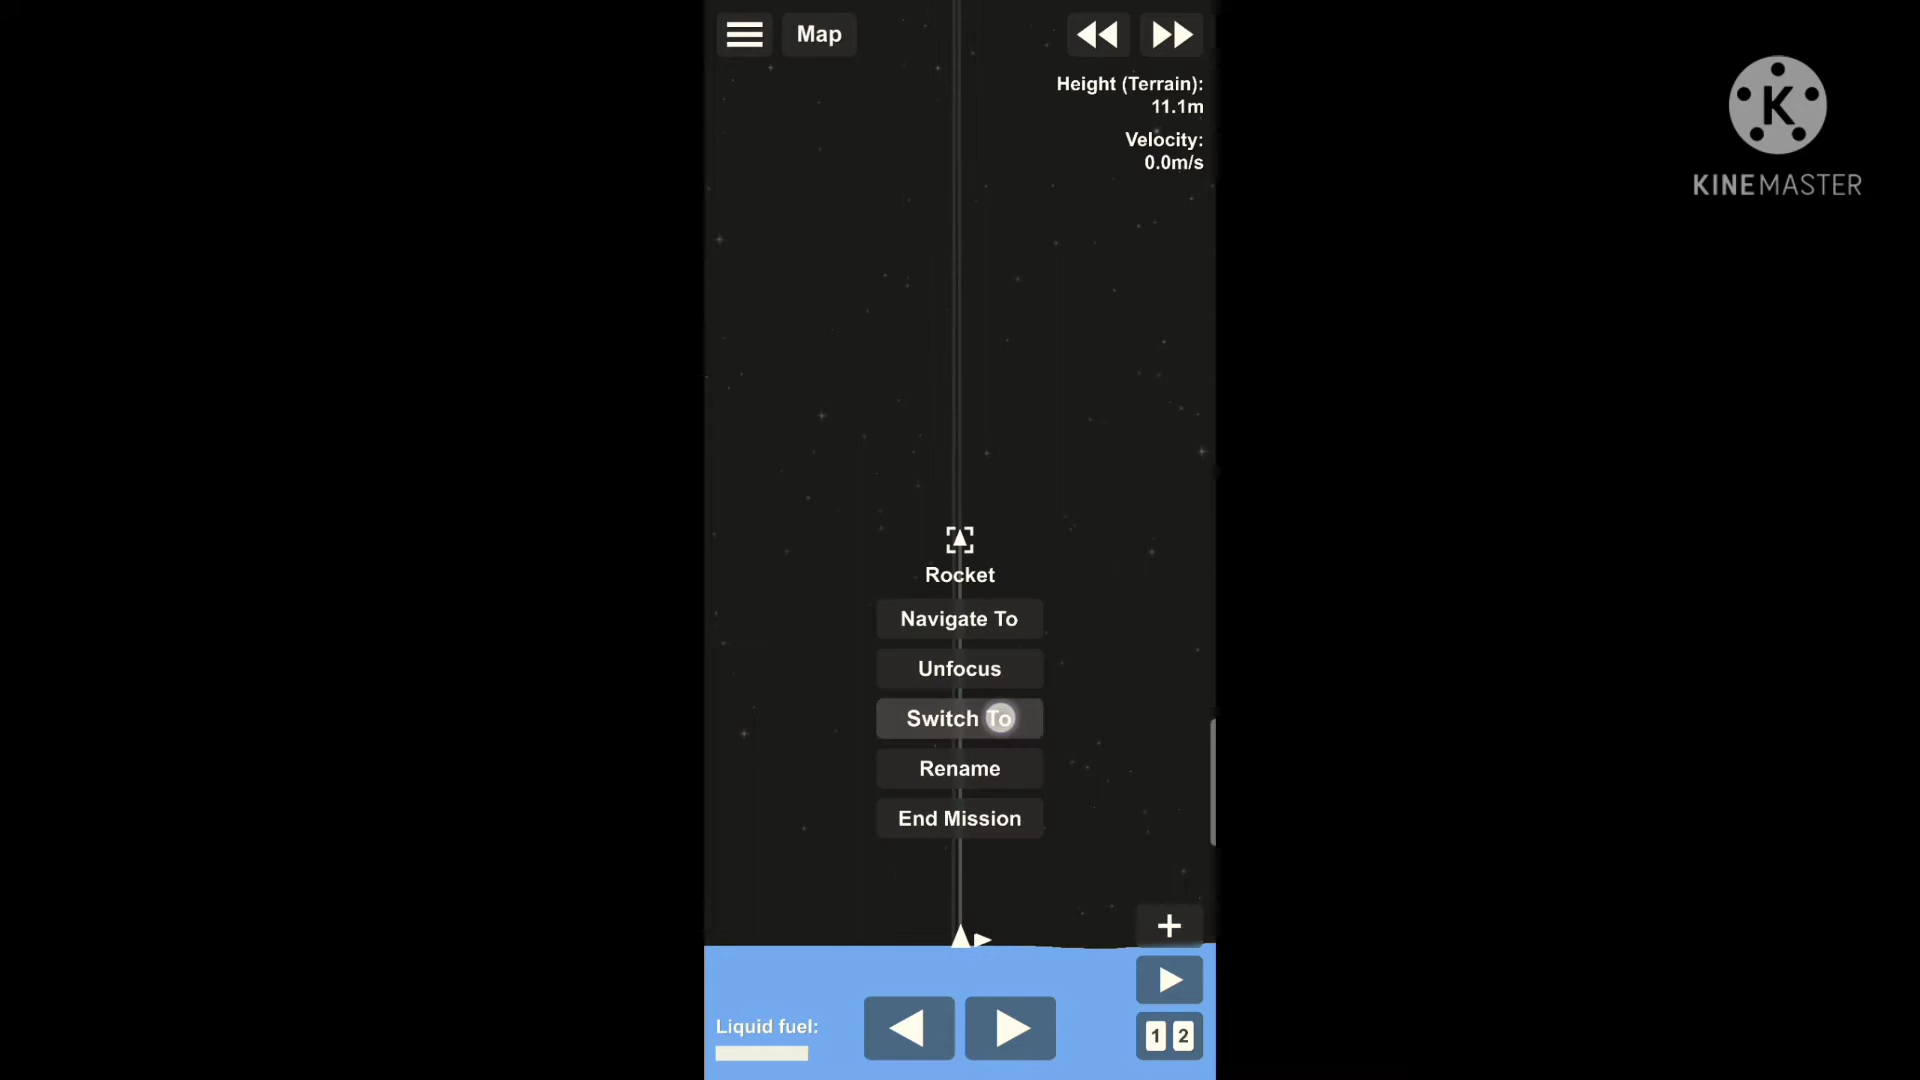 Map
Height (Terrain):
11.1m
Velocity:
0.0m/s
K
KINEMASTER
Rocket
Navigate To
Unfocus
Switch To
Rename
End Mission
Liquid fuel:
1 2